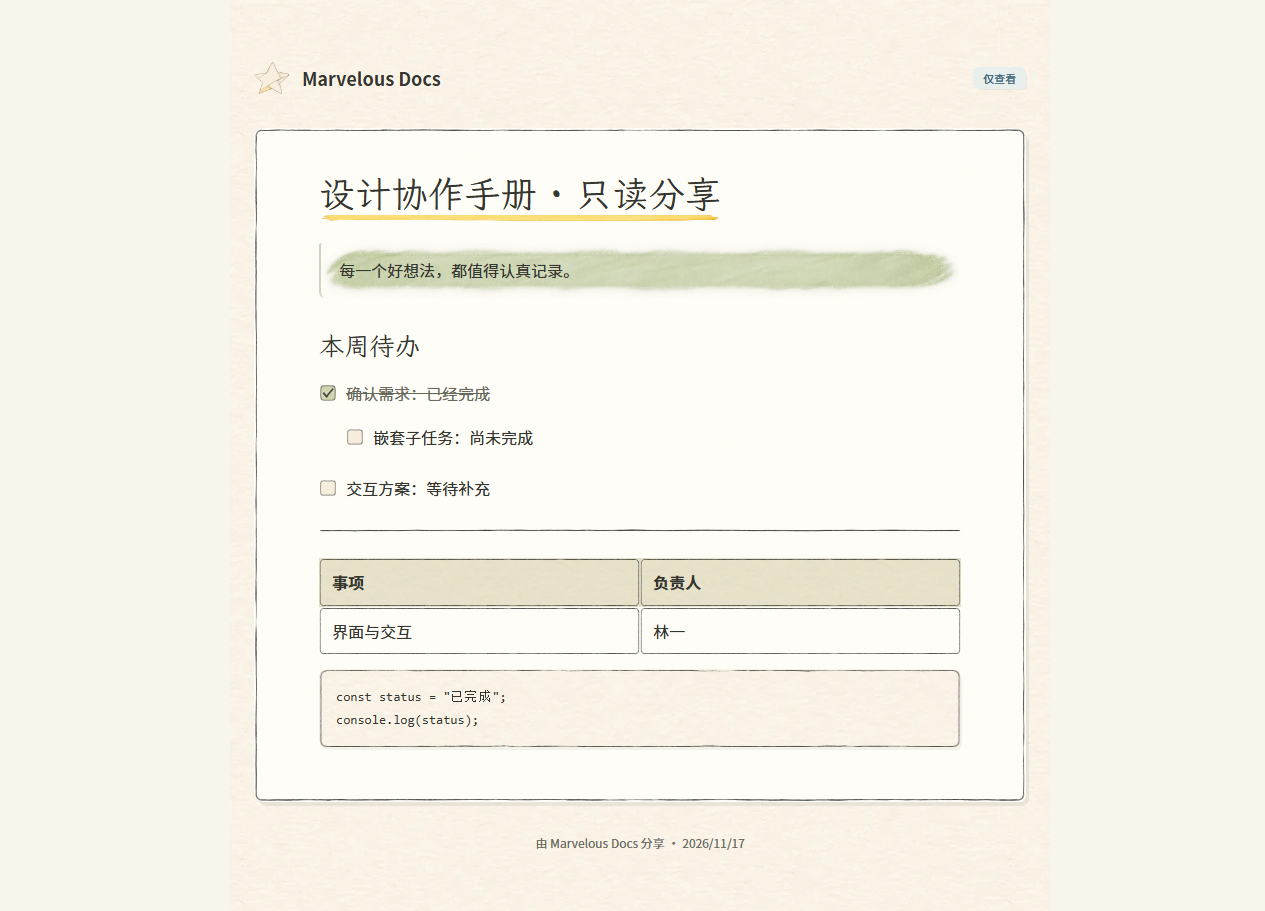 Marvelous Docs
仅查看
设计协作手册·只读分享
每一个好想法，都值得认真记录。
本周待办
确认需求：已经完成
嵌套子任务：尚未完成
交互方案：等待补充
事项 负责人
界面与交互 林一
const status = "已完成";
console.log(status);
由 Marvelous Docs 分享 · 2026/11/17